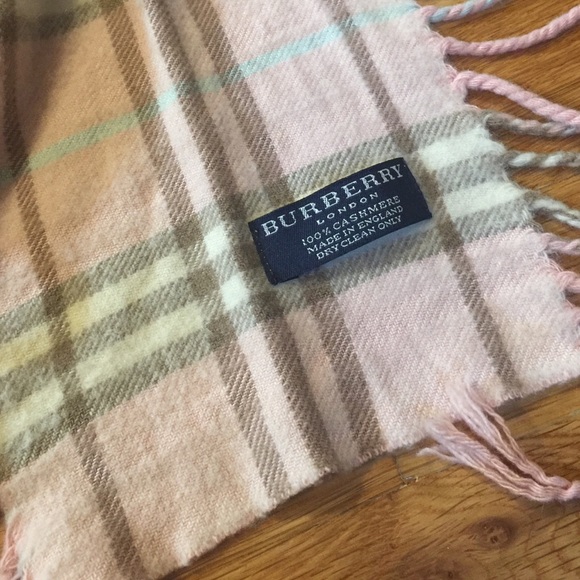 BURBERRY
LONDON
100% CASHMERE
MADE IN ENGLAND
DRY CLEAN ONLY